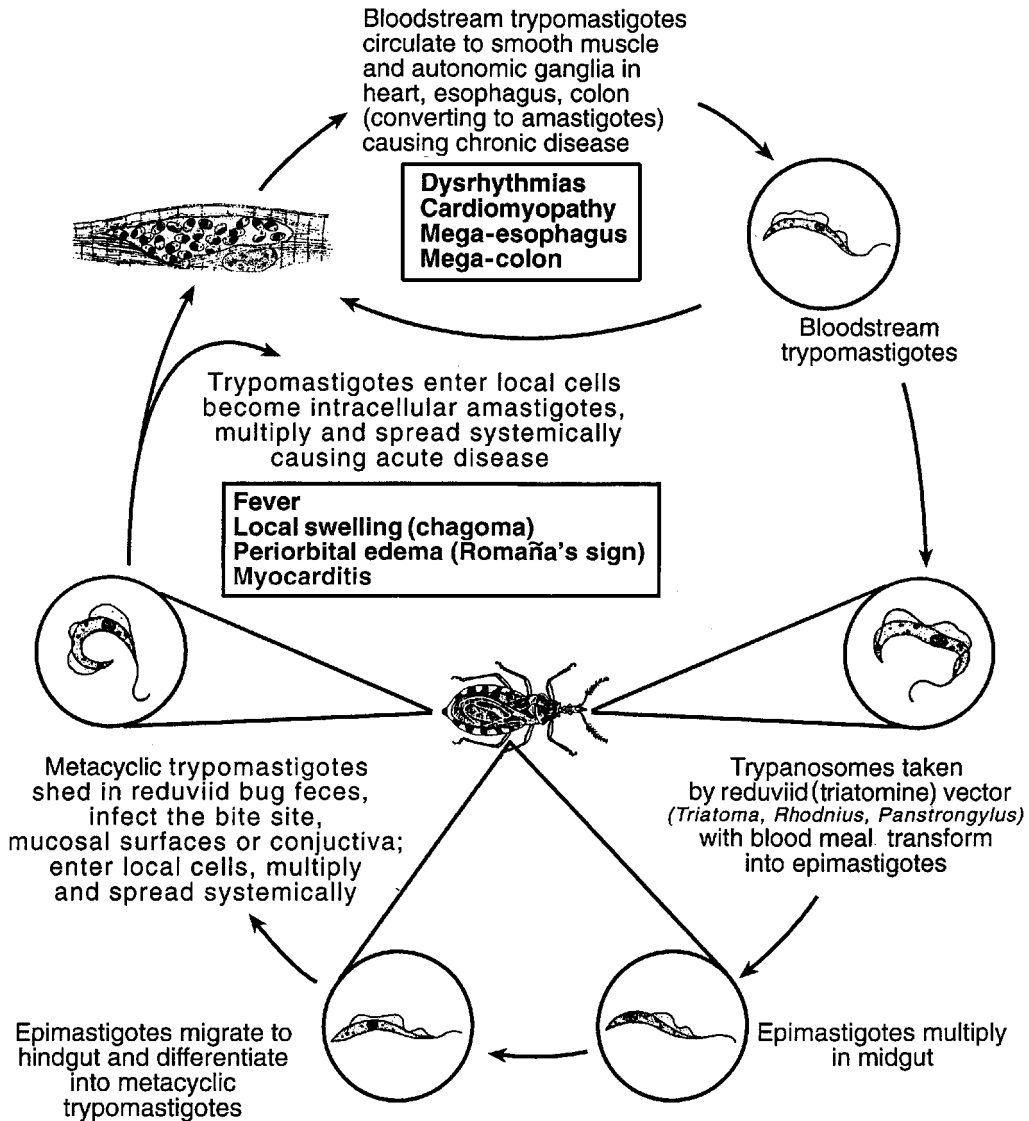 Bloodstream trypomastigotes
circulate to smooth muscle
and autonomic ganglia in
heart, esophagus, colon
(converting to amastigotes)
causing chronic disease
Dysrhythmias
Cardiomyopathy
Mega-esophagus
Mega-colon
Bloodstream
trypomastigotes
Trypomastigotes enter local cells
become intracellular amastigotes,
multiply and spread systemically
causing acute disease
Fever
Local swelling (chagoma)
Periorbital edema (Romaña's sign)
Myocarditis
Metacyclic trypomastigotes
shed in reduviid bug feces,
infect the bite site,
mucosal surfaces or conjuctiva;
enter local cells, multiply
and spread systemically
Trypanosomes taken
by reduviid (triatomine) vector
(Triatoma, Rhodnius, Panstrongylus)
with blood meal transform
into epimastigotes
Epimastigotes migrate to
hindgut and differentiate
into metacyclic
trypomastigotes
Epimastigotes multiply
in midgut